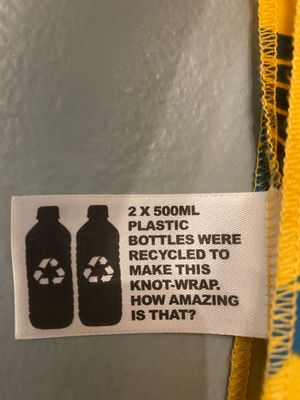 2 X 500ML
PLASTIC
BOTTLES WERE
RECYCLED TO
MAKE THIS
KNOT-WRAP.
HOW AMAZING
IS THAT?